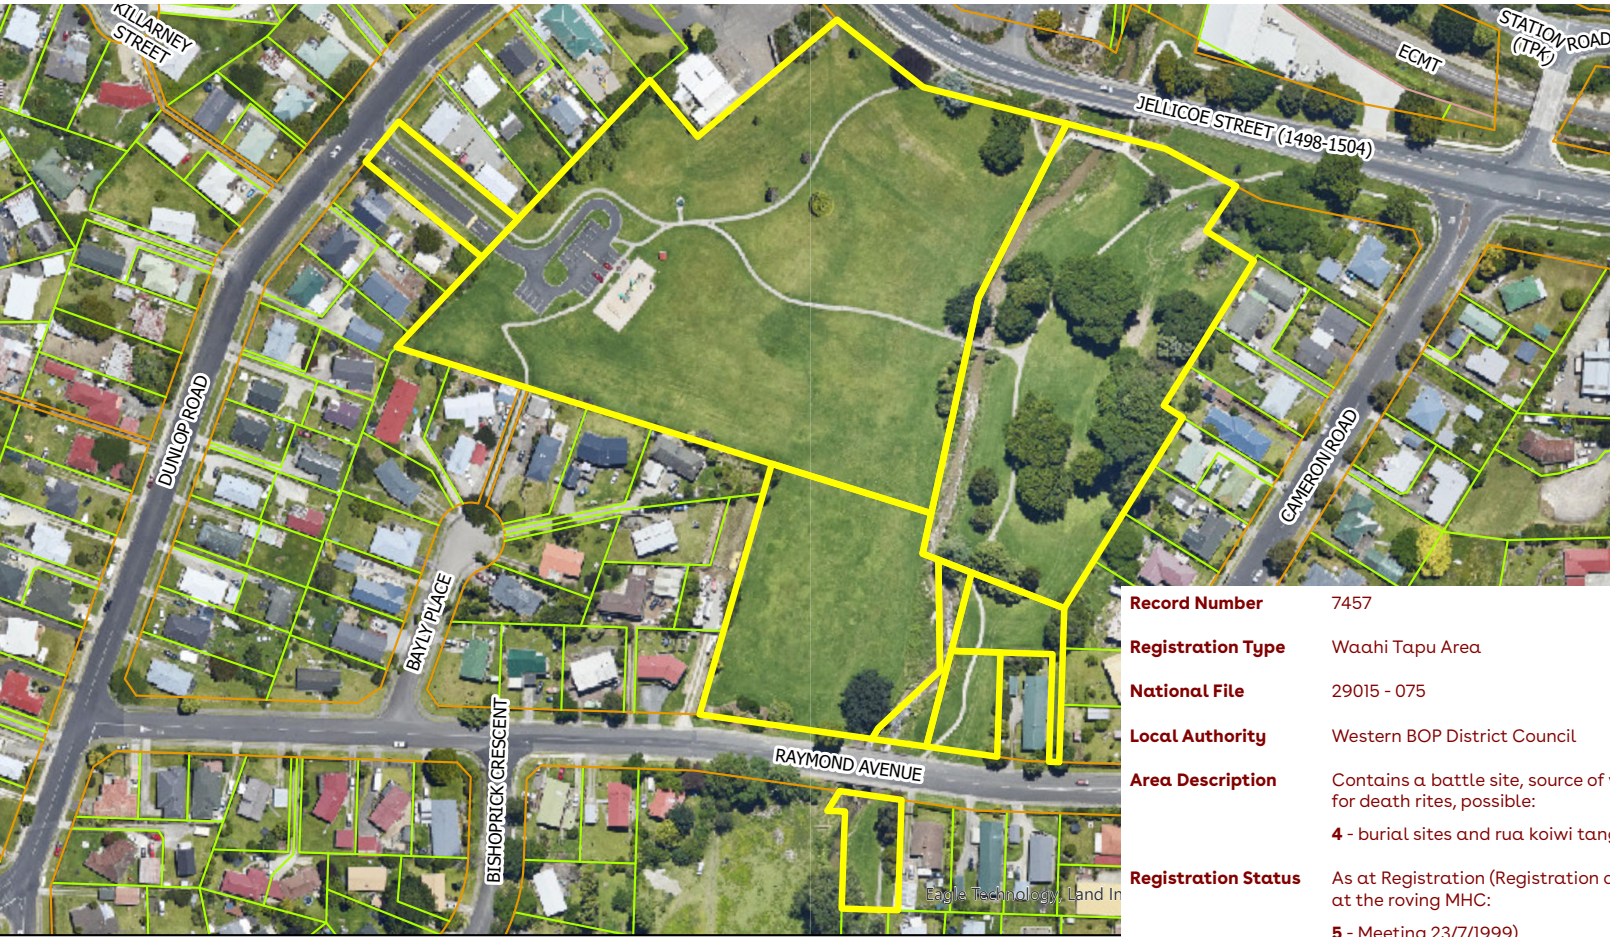 KILLARNEY
STREET
STATION ROAD
(TPK)
ECMT
JELLICOE STREET (1498-1504)
DUNLOP ROAD
CAMERON ROAD
BAYLY PLACE
BISHOPRICK CRESCENT
RAYMOND AVENUE
Eagle Technology, Land In
Record Number 7457
Registration Type Waahi Tapu Area
National File 29015 - 075
Local Authority Western BOP District Council
Area Description Contains a battle site, source of
for death rites, possible:
4 - burial sites and rua koiwi tang
Registration Status As at Registration (Registration
at the roving MHC:
5 - Meeting 23/7/1999)